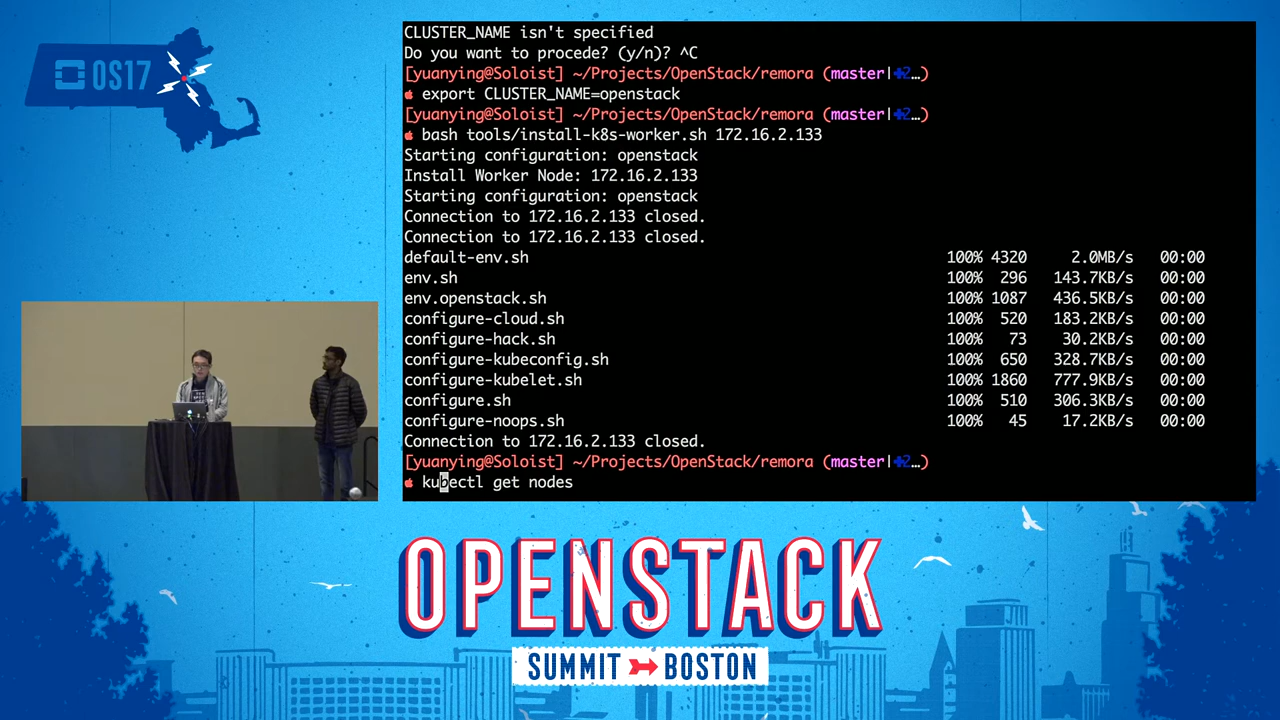 OS17
CLUSTER_NAME isn't specified
Do you want to procede? (y/n)? ^C
[yuanying@Soloist] ~/Projects/OpenStack/remora (master|✚2…)
export CLUSTER_NAME=openstack
[yuanying@Soloist] ~/Projects/OpenStack/remora (master|✚2…)
bash tools/install-k8s-worker.sh 172.16.2.133
Starting configuration: openstack
Install Worker Node: 172.16.2.133
Starting configuration: openstack
Connection to 172.16.2.133 closed.
Connection to 172.16.2.133 closed.
default-env.sh 100% 4320 2.0MB/s 00:00
env.sh 100% 296 143.7KB/s 00:00
env.openstack.sh 100% 1087 436.5KB/s 00:00
configure-cloud.sh 100% 520 183.2KB/s 00:00
configure-hack.sh 100% 73 30.2KB/s 00:00
configure-kubeconfig.sh 100% 650 328.7KB/s 00:00
configure-kubelet.sh 100% 1860 777.9KB/s 00:00
configure.sh 100% 510 306.3KB/s 00:00
configure-noops.sh 100% 45 17.2KB/s 00:00
Connection to 172.16.2.133 closed.
[yuanying@Soloist] ~/Projects/OpenStack/remora (master|✚2…)
kubectl get nodes
OPENSTACK
SUMMIT BOSTON